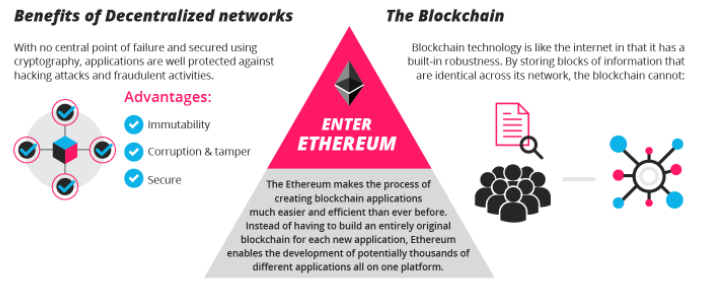 Benefits of Decentralized networks
With no central point of failure and secured using
cryptography, applications are well protected against
hacking attacks and fraudulent activities.
Advantages:
Immutability
Corruption & tamper
Secure
ENTER
ETHEREUM
The Ethereum makes the process of
creating blockchain applications
much easier and efficient than ever before.
Instead of having to build an entirely original
blockchain for each new application, Ethereum
enables the development of potentially thousands of
different applications all on one platform.
The Blockchain
Blockchain technology is like the internet in that it has a
built-in robustness. By storing blocks of information that
are identical across its network, the blockchain cannot: